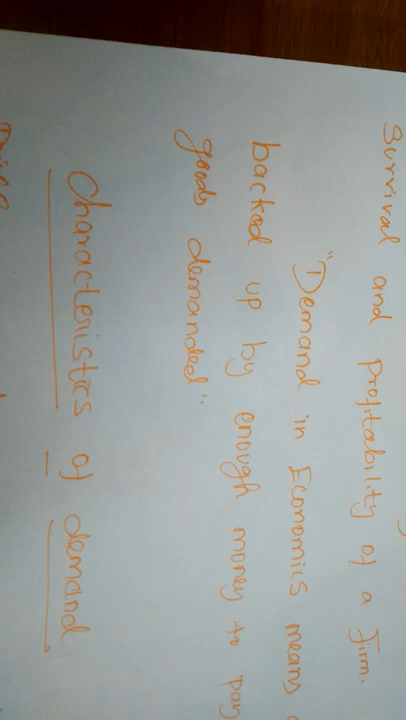 Survival and Profitability of a Firm.
"Demand in Economics means
backed up by enough money to pay
goods demanded"
Characteristics of demand